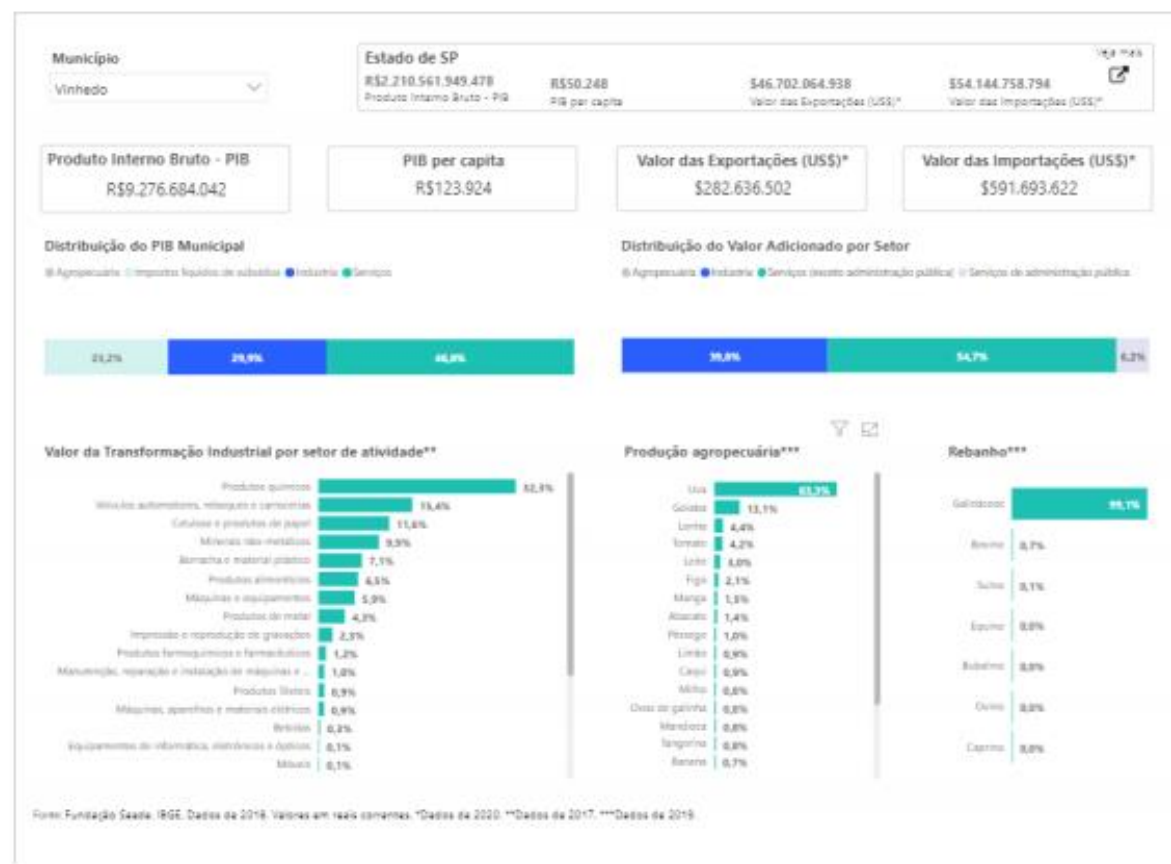 Município
Vinhedo
Estado de SP
Veja mais
R$2.210.561.949.478
Produto Interno Bruto - PIB
R$50.248
PIB per capita
$46.702.064.938
Valor das Exportações (US$)*
$54.144.758.794
Valor das Importações (US$)*
Produto Interno Bruto - PIB
R$9.276.684.042
PIB per capita
R$123.924
Valor das Exportações (US$)*
$282.636.502
Valor das Importações (US$)*
$591.693.622
Distribuição do PIB Municipal
Agropecuária Impostos líquidos de subsídios Indústria Serviços
23,2% 29,9% 46,8%
Distribuição do Valor Adicionado por Setor
Agropecuária Indústria Serviços (exceto administração pública) Serviços de administração pública
54,7% 6,2%
Valor da Transformação Industrial por setor de atividade**
Produtos químicos 32,3%
Veículos automotores, reboques e carrocerias 15,4%
Celulose e produtos de papel 11,6%
Minerais não-metálicos 9,9%
Borracha e material plástico 7,1%
Produtos alimentícios 6,5%
Máquinas e equipamentos 5,9%
Produtos de metal 4,3%
Impressão e reprodução de gravações 2,3%
Produtos farmoquímicos e farmacêuticos 1,2%
Manutenção, reparação e instalação de máquinas e ... 1,0%
Produtos têxteis 0,9%
Máquinas, aparelhos e materiais elétricos 0,9%
Bebidas 0,3%
Equipamentos de informática, eletrônicos e ópticos 0,1%
Móveis 0,1%
Produção agropecuária***
Uva 63,3%
Goiaba 13,1%
Lenha 4,4%
Tomate 4,2%
Leite 3,0%
Figo 2,1%
Manga 1,5%
Abacate 1,4%
Pêssego 1,0%
Limão 0,9%
Caqui 0,9%
Milho 0,8%
Ovos de galinha 0,8%
Mandioca 0,8%
Tangerina 0,8%
Banana 0,7%
Rebanho***
Galináceos 99,1%
Bovino 0,7%
Suíno 0,1%
Equino 0,0%
Bubalino 0,0%
Ovino 0,0%
Caprino 0,0%
Fonte: Fundação Seade. IBGE. Dados de 2018. Valores em reais correntes. *Dados de 2020. **Dados de 2017. ***Dados de 2019.